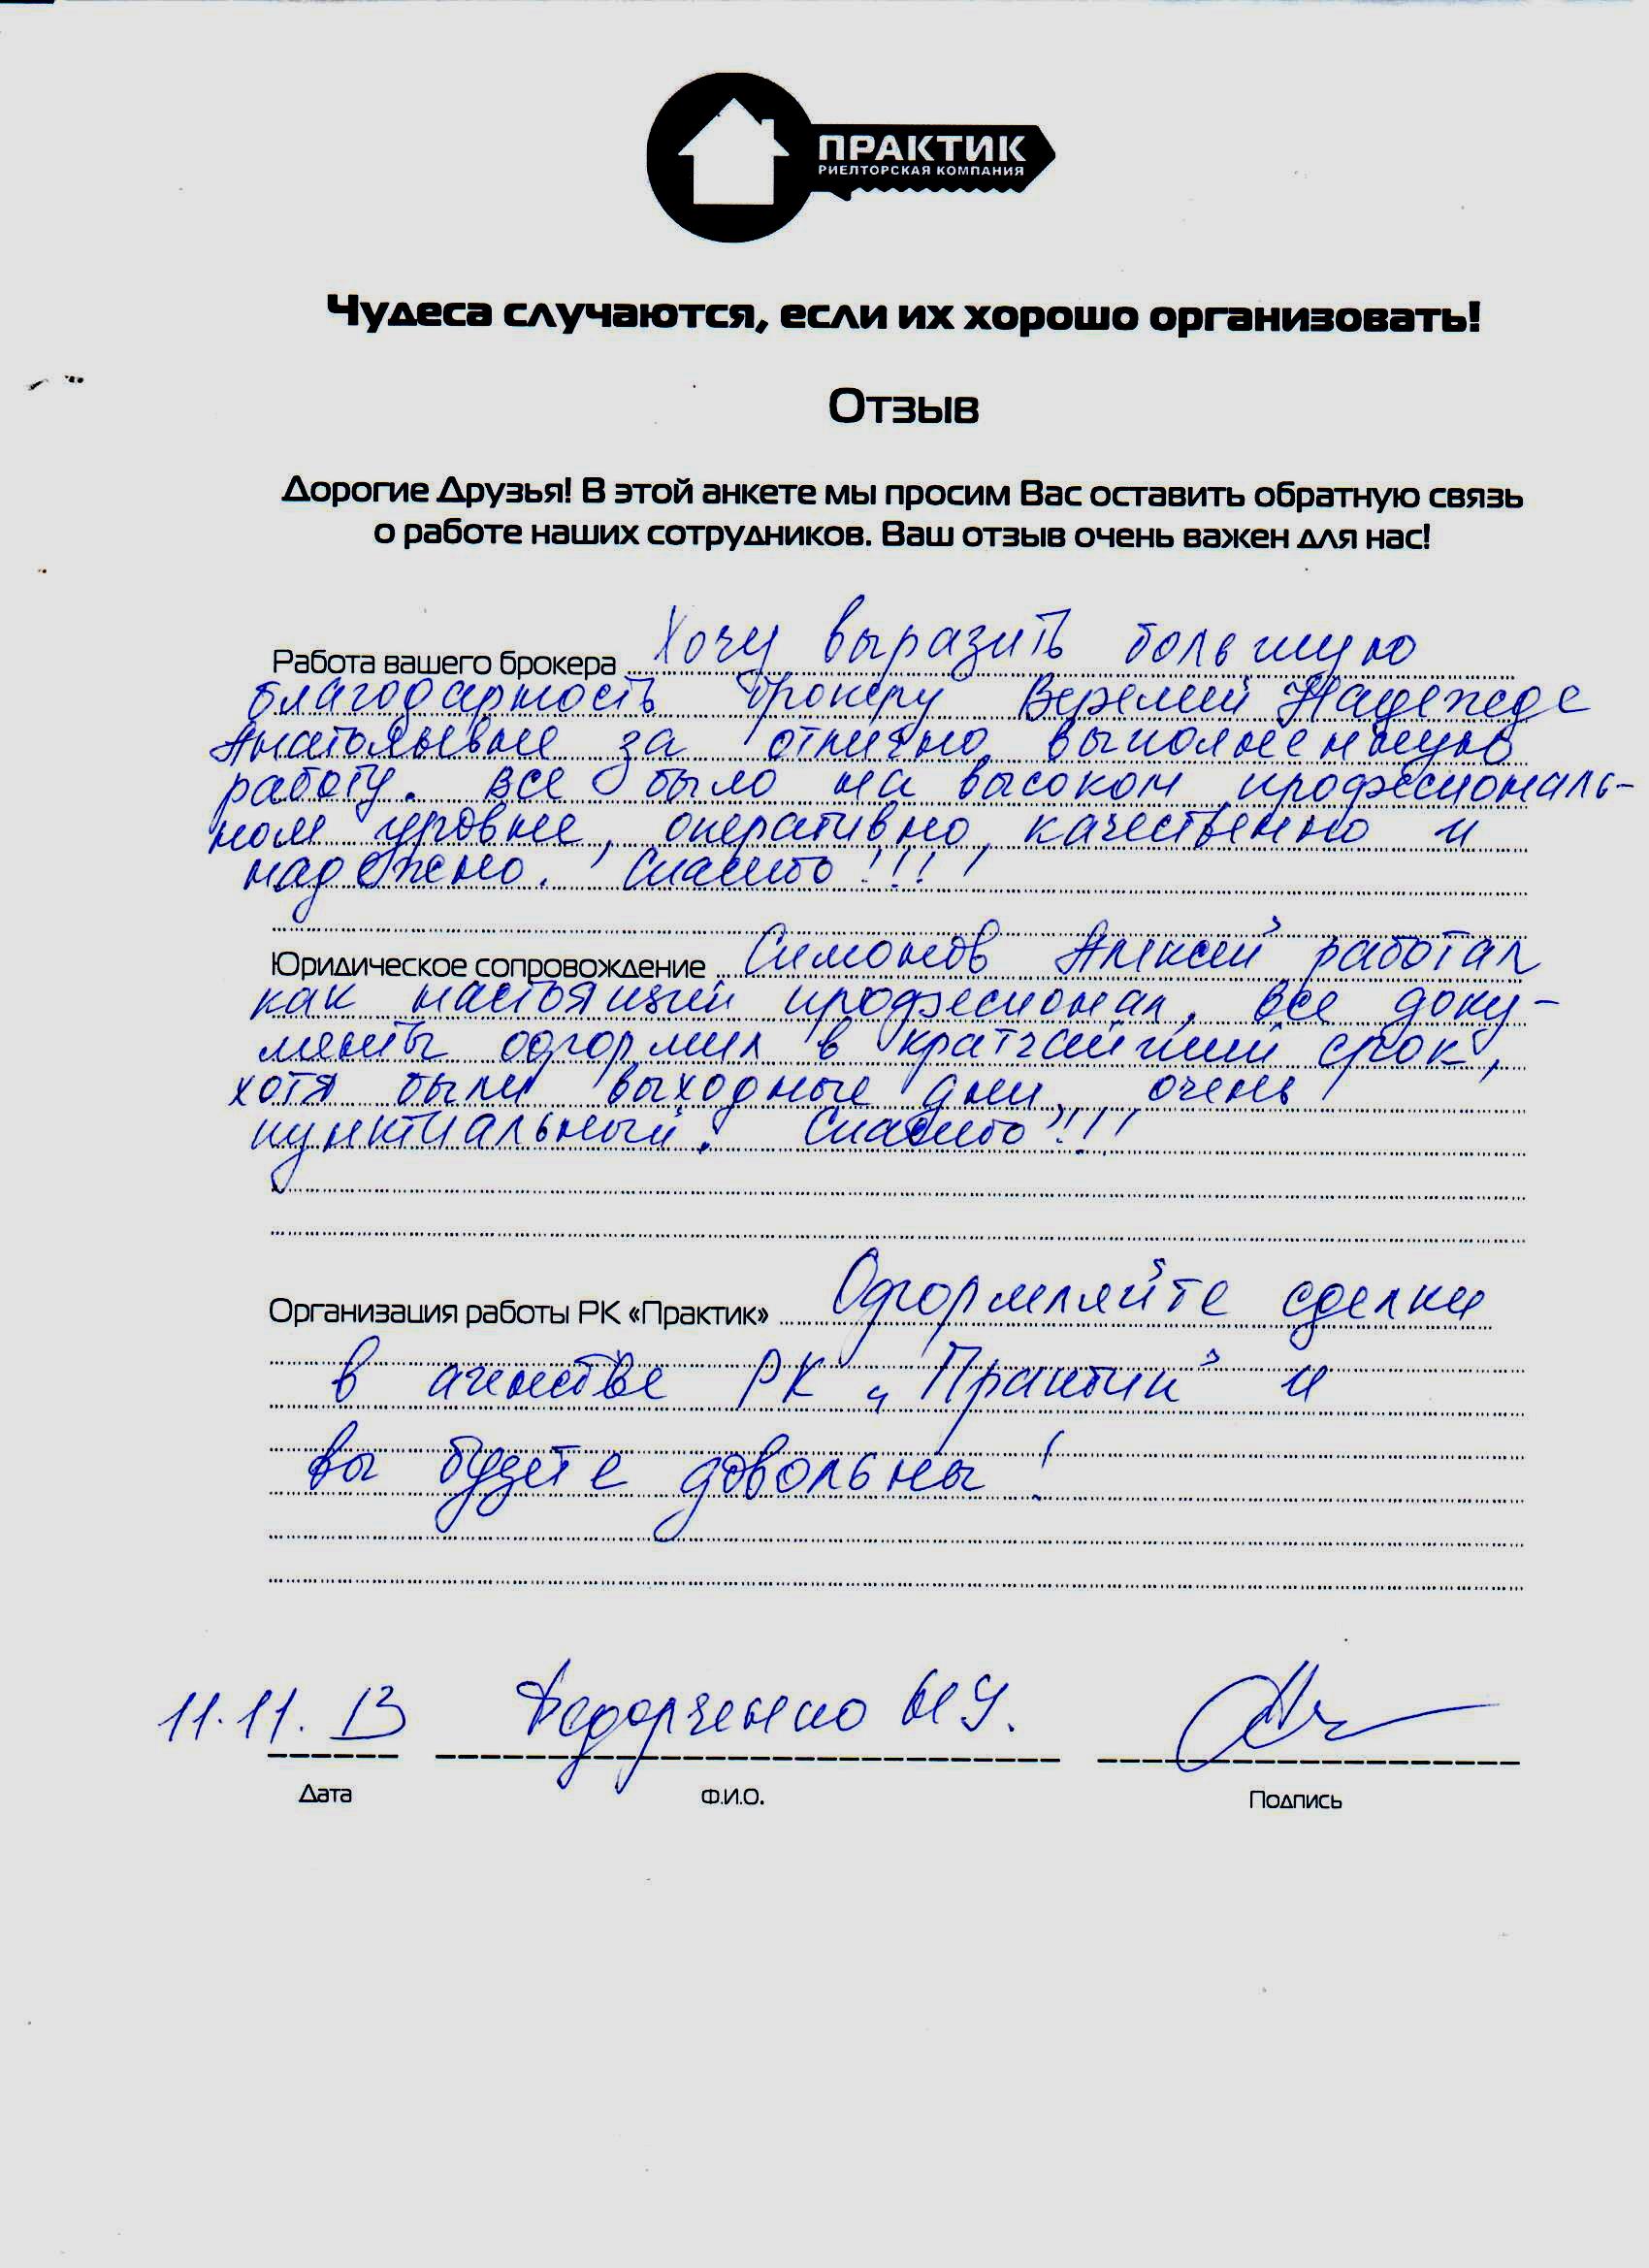 ПРАКТИК
РИЕЛТОРСКАЯ КОМПАНИЯ
Чудеса случаются, если их хорошо организовать!
Отзыв
Дорогие Друзья! В этой анкете мы просим Вас оставить обратную связь
о работе наших сотрудников. Ваш отзыв очень важен для нас!
Работа вашего брокера Хочу выразить большую
благодарность брокеру Веремей Надежде
Анатольевне за отлично выполненную
работу. Все было на высоком профессиональ-
ном уровне, оперативно, качественно и
надежно. Спасибо!!!
Юридическое сопровождение Симонов Алексей работал
как настоящий профессионал, все доку-
менты оформил в кратчайший срок,
хотя были выходные дни, очень
пунктуальный. Спасибо!!!
Организация работы РК «Практик» Оформляйте сделки
в агенстве РК „Практик" и
вы будете довольны!
11.11.13 Федорченко И.У.
Дата Ф.И.О. Подпись